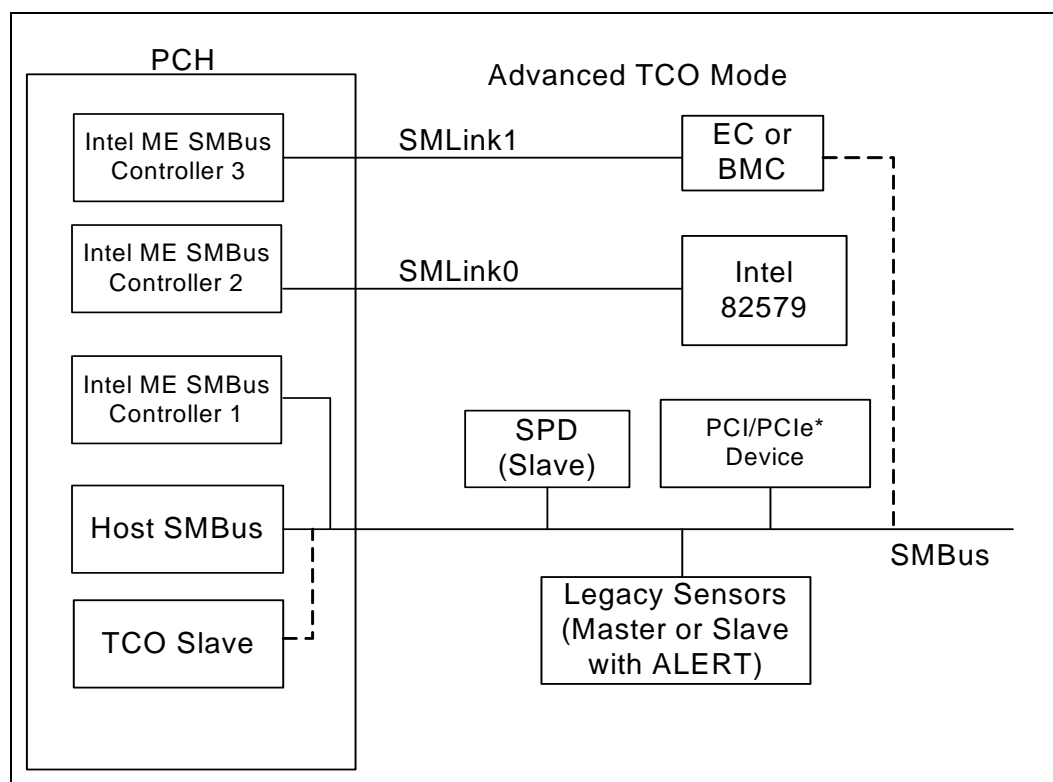 PCH
Advanced TCO Mode
Intel ME SMBus
Controller 3
SMLink1
EC or
BMC
Intel ME SMBus
Controller 2
SMLink0
Intel
82579
Intel ME SMBus
Controller 1
SPD
(Slave)
PCI/PCIe*
Device
Host SMBus
SMBus
TCO Slave
Legacy Sensors
(Master or Slave
with ALERT)